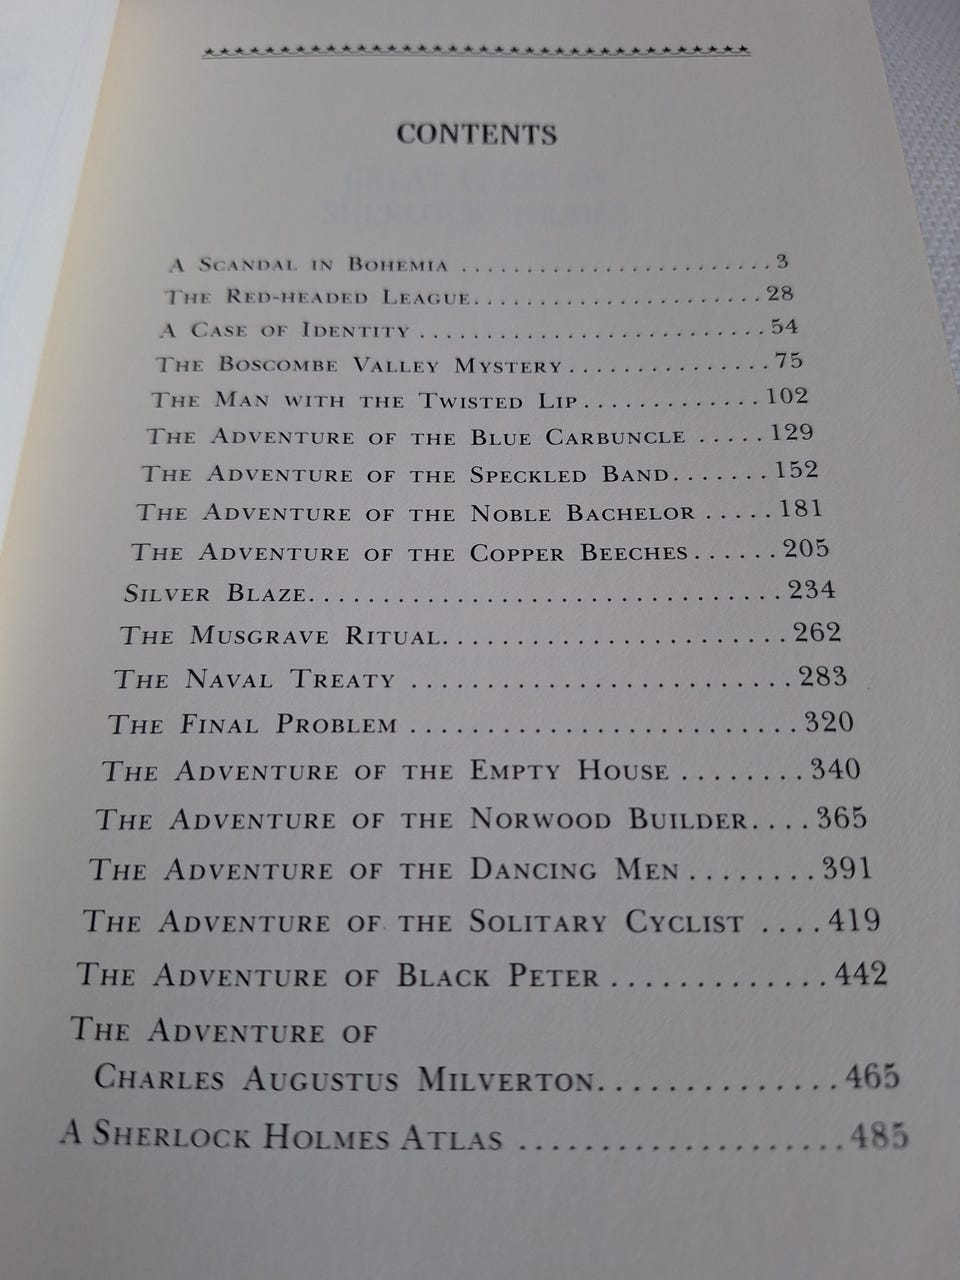 CONTENTS
A Scandal in Bohemia ........................ 3
The Red-headed League ....................... 28
A Case of Identity ........................... 54
The Boscombe Valley Mystery ................ 75
The Man with the Twisted Lip ............. 102
The Adventure of the Blue Carbuncle ..... 129
The Adventure of the Speckled Band ....... 152
The Adventure of the Noble Bachelor ..... 181
The Adventure of the Copper Beeches ...... 205
Silver Blaze ................................ 234
The Musgrave Ritual ........................ 262
The Naval Treaty .......................... 283
The Final Problem .......................... 320
The Adventure of the Empty House ........ 340
The Adventure of the Norwood Builder .... 365
The Adventure of the Dancing Men ........ 391
The Adventure of the Solitary Cyclist .... 419
The Adventure of Black Peter ............. 442
The Adventure of
Charles Augustus Milverton ................ 465
A Sherlock Holmes Atlas ...................... 485